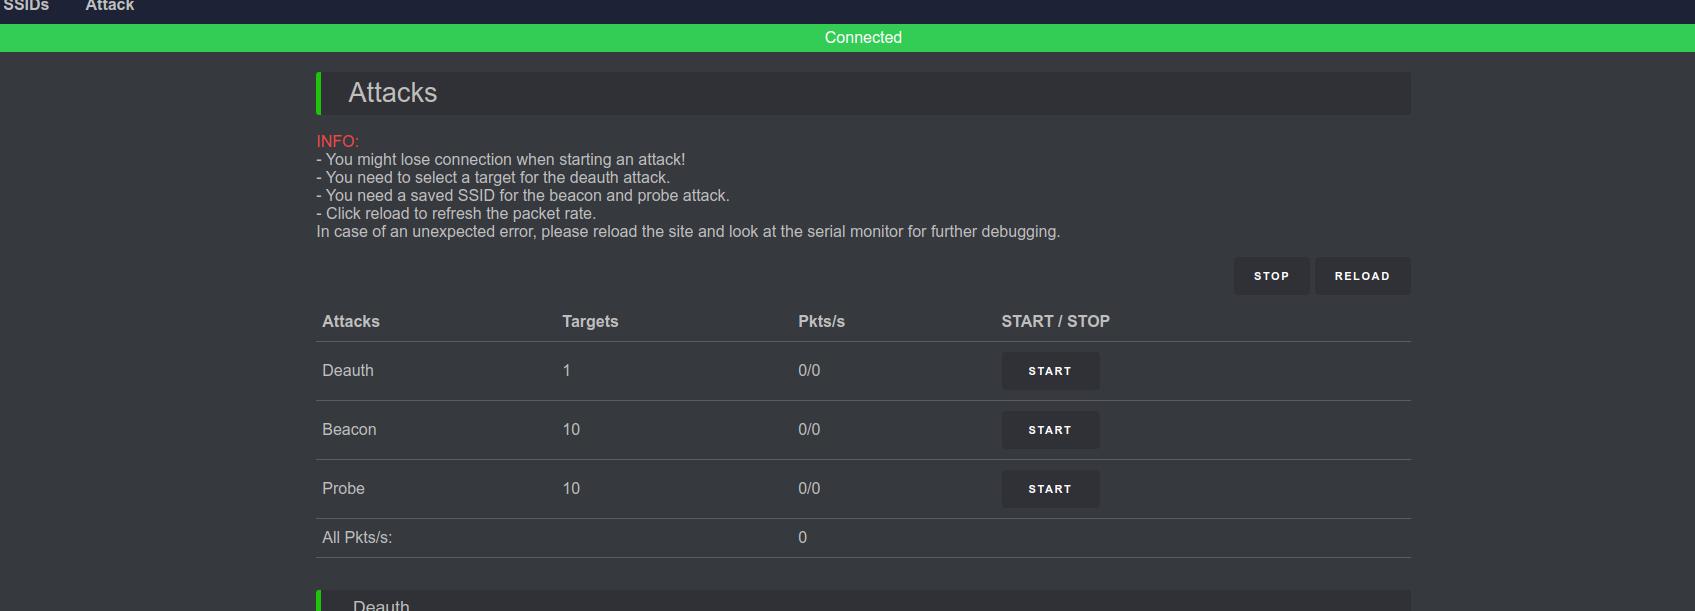 SSIDs Attack
Connected
Attacks
INFO:
- You might lose connection when starting an attack!
- You need to select a target for the deauth attack.
- You need a saved SSID for the beacon and probe attack.
- Click reload to refresh the packet rate.
In case of an unexpected error, please reload the site and look at the serial monitor for further debugging.
STOP RELOAD
Attacks Targets Pkts/s START / STOP
Deauth 1 0/0 START
Beacon 10 0/0 START
Probe 10 0/0 START
All Pkts/s: 0
Deauth